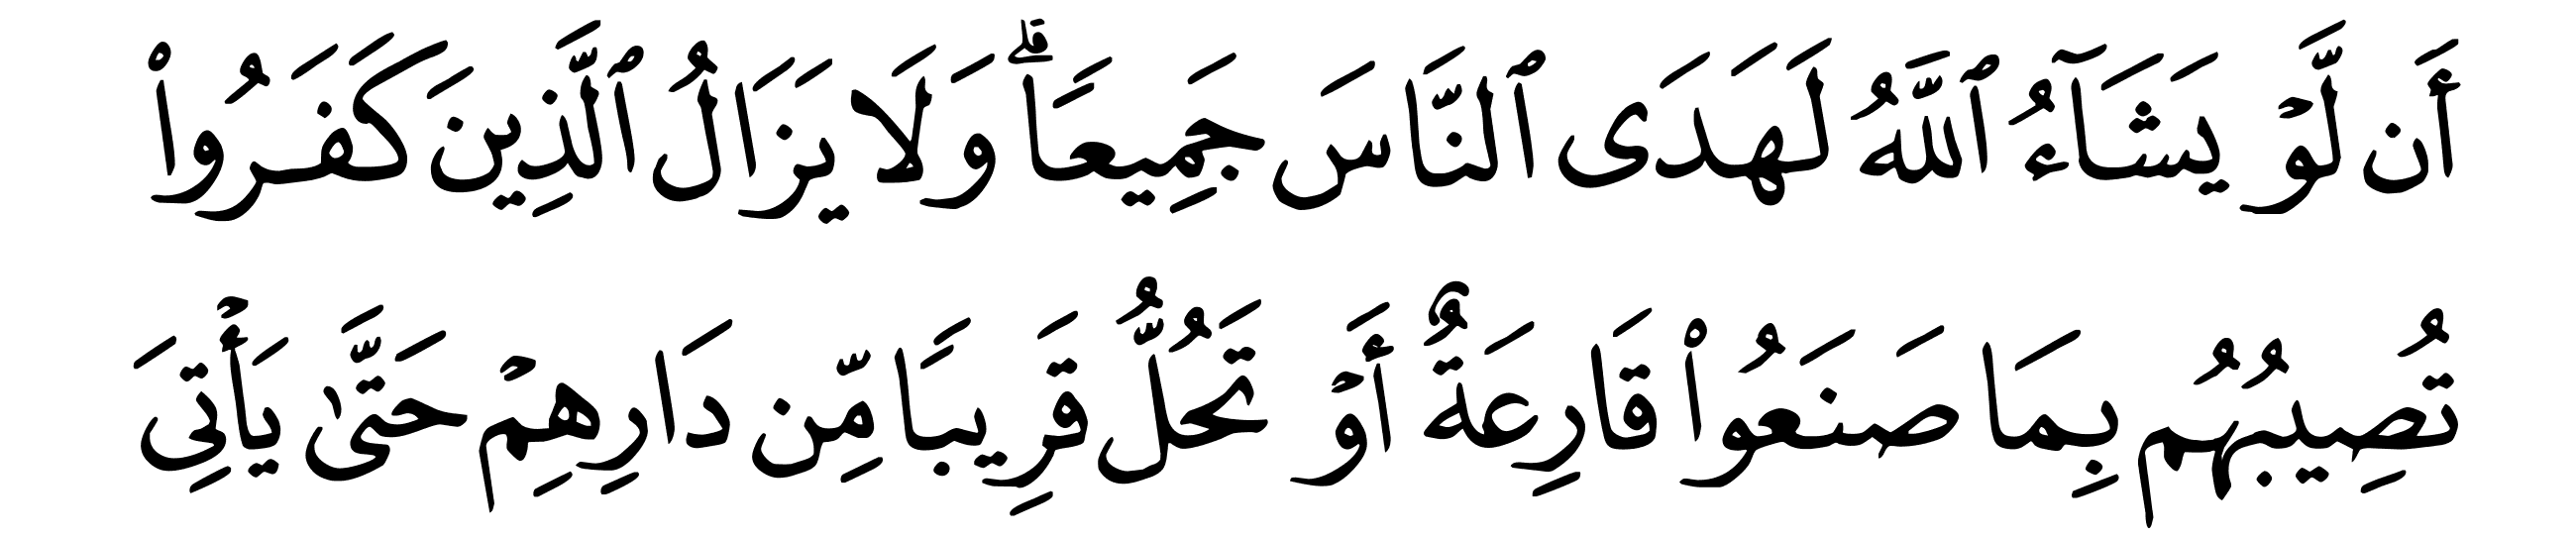 أَن لَّوۡ يَشَآءُ ٱللَّهُ لَهَدَى ٱلنَّاسَ جَمِيعٗاۗ وَلَا يَزَالُ ٱلَّذِينَ كَفَرُواْ
تُصِيبُهُم بِمَا صَنَعُواْ قَارِعَةٌ أَوۡ تَحُلُّ قَرِيبٗا مِّن دَارِهِمۡ حَتَّىٰ يَأۡتِيَ